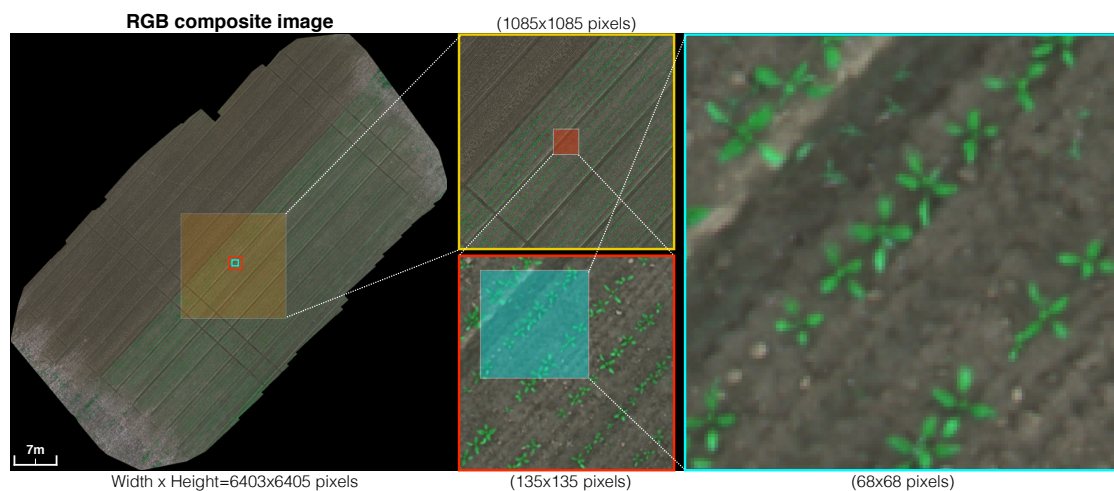 RGB composite image
(1085x1085 pixels)
7m
Width x Height=6403x6405 pixels
(135x135 pixels)
(68x68 pixels)